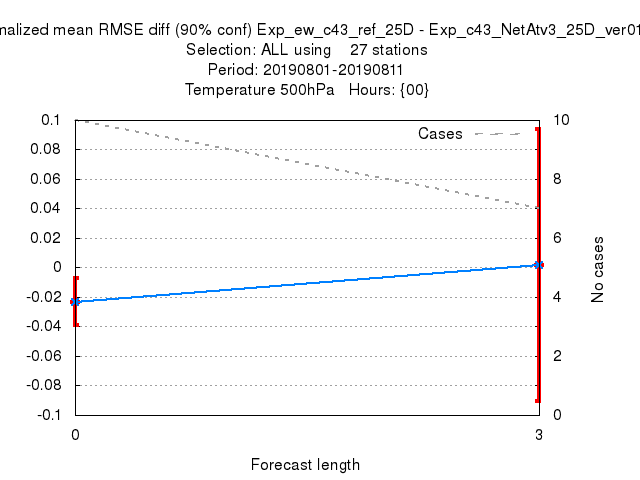 malized mean RMSE diff (90% conf) Exp_ew_c43_ref_25D - Exp_c43_NetAtv3_25D_ver01
Selection: ALL using 27 stations
Period: 20190801-20190811
Temperature 500hPa Hours: {00}
Cases
0.1
0.08
0.06
0.04
0.02
0
-0.02
-0.04
-0.06
-0.08
-0.1
10
8
6
4
2
0
No cases
0
3
Forecast length